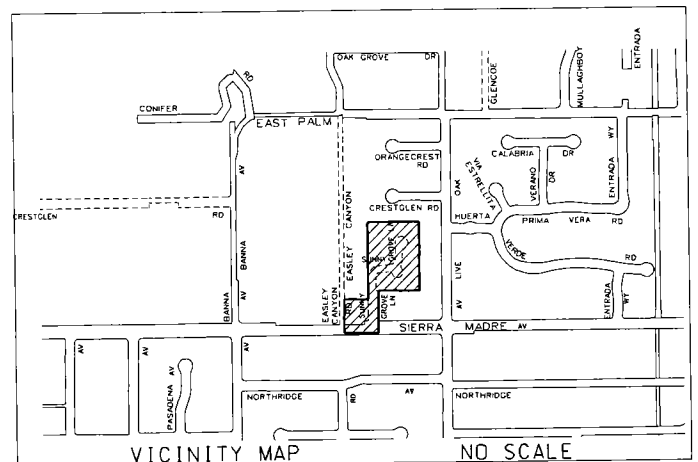 OAK GROVE DR
GLENCOE
MULLAGHBOY
ENTRADA
RD
CONIFER
EAST PALM
ORANGECREST RD
CALABRIA DR
WY
AV
VIA ESTRELLITA
VERANO DR
ENTRADA
CANYON
OAK
CRESTGLEN RD
HUERTA
PRIMA VERA RD
CRESTGLEN RD
EASLEY
BANNA
SUNNY GROVE
VERDE RD
LIVE
EASLEY CANYON
RD
SUNNY
GROVE LN
AV
BANNA
AV
ENTRADA WY
SIERRA MADRE AV
AV
AV
AV
PASADENA AV
NORTHRIDGE
RD
AV
NORTHRIDGE
VICINITY MAP
NO SCALE